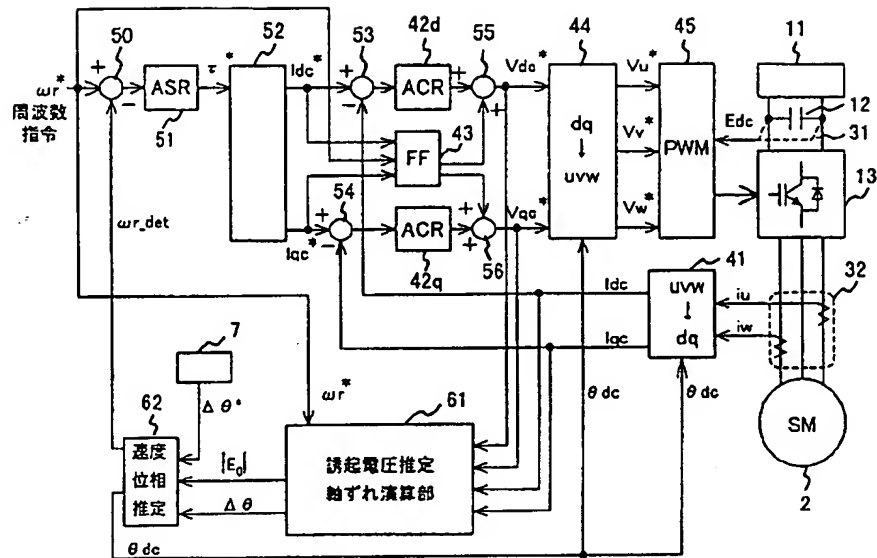 50
52
53
42d
55
44
45
11
ωr*
周波数
指令
+
-
ASR
τ*
51
Idc*
+
-
ACR
+
+
Vdc*
dq
↓
uvw
Vu*
Vv*
Vw*
PWM
Edc
12
31
13
FF
43
ωr_det
54
+
-
Iqc*
ACR
42q
+
+
56
Vqc*
41
uvw
↓
dq
Idc
Iqc
iu
iw
32
7
Δθ*
ωr*
61
θdc
θdc
SM
2
62
速度
位相
推定
|E₀|
Δθ
誘起電圧推定
軸ずれ演算部
θdc